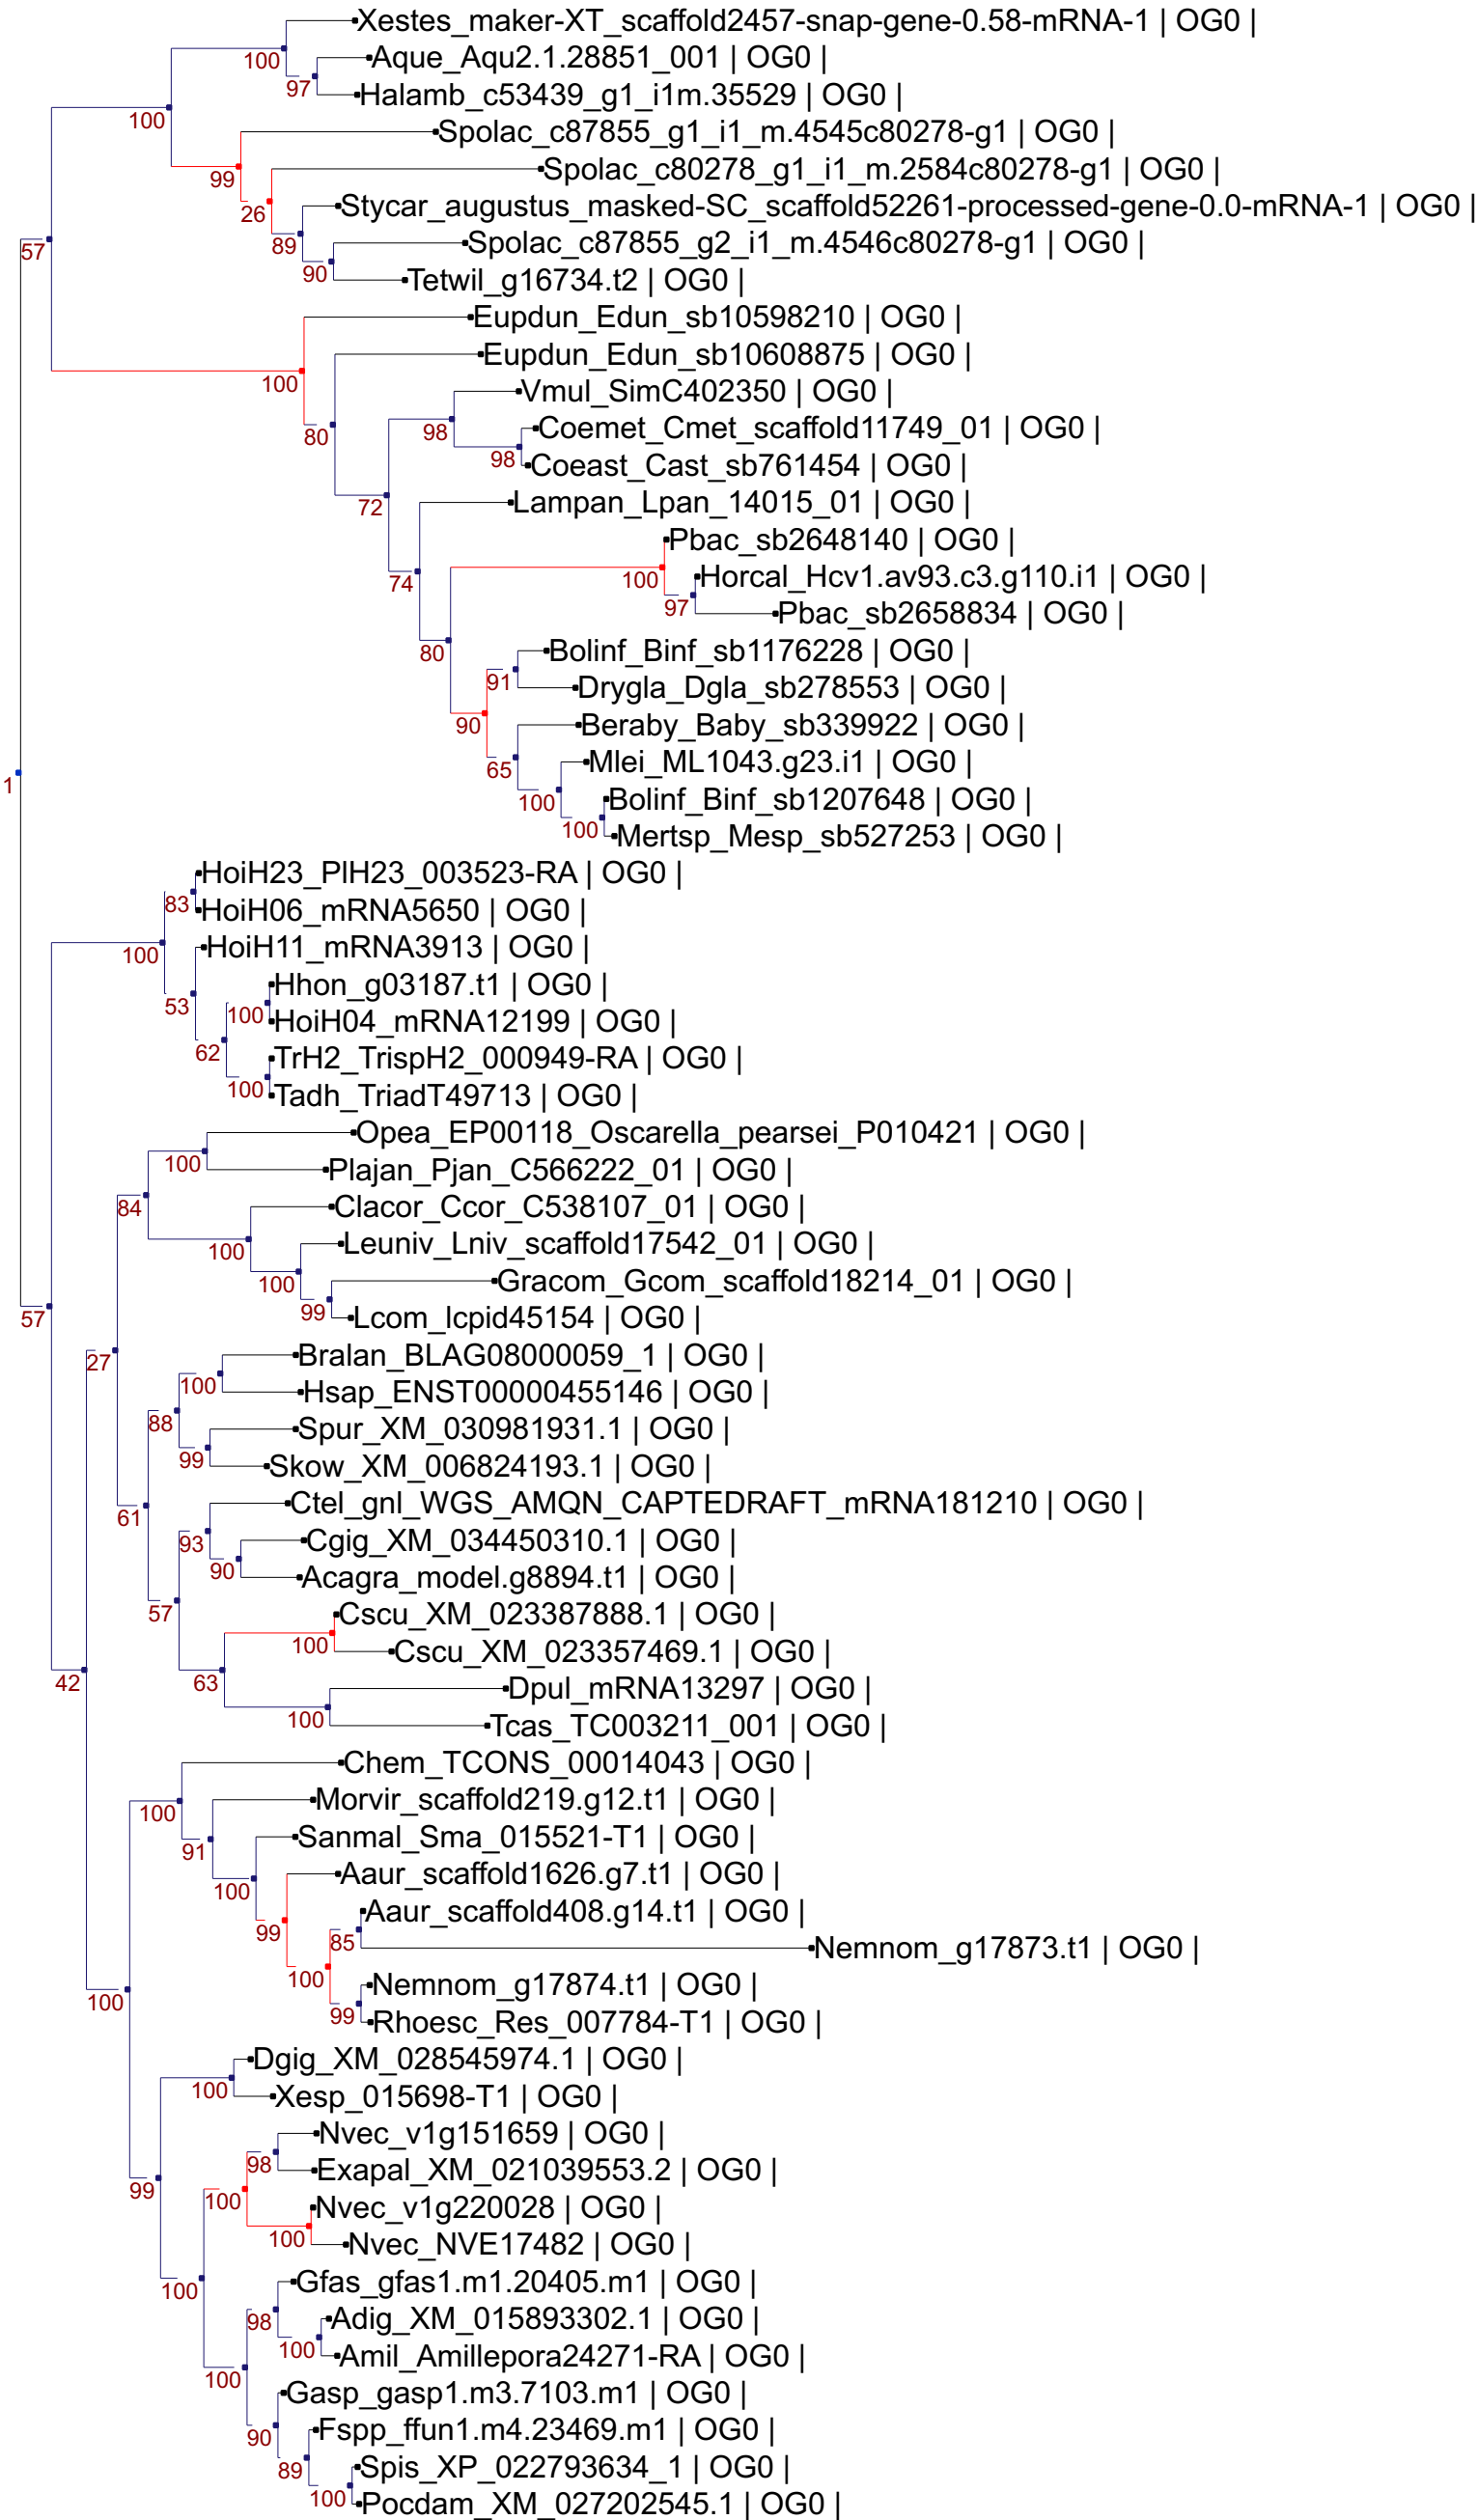 Xestes_maker-XT_scaffold2457-snap-gene-0.58-mRNA-1 | OG0 |
100
Aque_Aqu2.1.28851_001 | OG0 |
97
Halamb_c53439_g1_i1m.35529 | OG0 |
100
Spolac_c87855_g1_i1_m.4545c80278-g1 | OG0 |
99
Spolac_c80278_g1_i1_m.2584c80278-g1 | OG0 |
26
Stycar_augustus_masked-SC_scaffold52261-processed-gene-0.0-mRNA-1 | OG0 |
57
89
Spolac_c87855_g2_i1_m.4546c80278-g1 | OG0 |
90
Tetwil_g16734.t2 | OG0 |
Eupdun_Edun_sb10598210 | OG0 |
Eupdun_Edun_sb10608875 | OG0 |
100
Vmul_SimC402350 | OG0 |
80
98
Coemet_Cmet_scaffold11749_01 | OG0 |
98
Coeast_Cast_sb761454 | OG0 |
72
Lampan_Lpan_14015_01 | OG0 |
Pbac_sb2648140 | OG0 |
74
100
Horcal_Hcv1.av93.c3.g110.i1 | OG0 |
97
Pbac_sb2658834 | OG0 |
80
Bolinf_Binf_sb1176228 | OG0 |
91
Drygla_Dgla_sb278553 | OG0 |
90
Beraby_Baby_sb339922 | OG0 |
65
Mlei_ML1043.g23.i1 | OG0 |
1
100
Bolinf_Binf_sb1207648 | OG0 |
100
Mertsp_Mesp_sb527253 | OG0 |
HoiH23_PlH23_003523-RA | OG0 |
83
HoiH06_mRNA5650 | OG0 |
100
HoiH11_mRNA3913 | OG0 |
53
Hhon_g03187.t1 | OG0 |
100
HoiH04_mRNA12199 | OG0 |
62
TrH2_TrispH2_000949-RA | OG0 |
100
Tadh_TriadT49713 | OG0 |
Opea_EP00118_Oscarella_pearsei_P010421 | OG0 |
100
Plajan_Pjan_C566222_01 | OG0 |
84
Clacor_Ccor_C538107_01 | OG0 |
100
Leuniv_Lniv_scaffold17542_01 | OG0 |
100
Gracom_Gcom_scaffold18214_01 | OG0 |
99
57
Lcom_lcpid45154 | OG0 |
27
Bralan_BLAG08000059_1 | OG0 |
100
Hsap_ENST00000455146 | OG0 |
88
Spur_XM_030981931.1 | OG0 |
99
Skow_XM_006824193.1 | OG0 |
61
Ctel_gnl_WGS_AMQN_CAPTEDRAFT_mRNA181210 | OG0 |
93
Cgig_XM_034450310.1 | OG0 |
90
Acagra_model.g8894.t1 | OG0 |
57
Cscu_XM_023387888.1 | OG0 |
100
Cscu_XM_023357469.1 | OG0 |
42
63
Dpul_mRNA13297 | OG0 |
100
Tcas_TC003211_001 | OG0 |
Chem_TCONS_00014043 | OG0 |
100
Morvir_scaffold219.g12.t1 | OG0 |
91
Sanmal_Sma_015521-T1 | OG0 |
100
Aaur_scaffold1626.g7.t1 | OG0 |
99
Aaur_scaffold408.g14.t1 | OG0 |
85
Nemnom_g17873.t1 | OG0 |
100
Nemnom_g17874.t1 | OG0 |
100
99
Rhoesc_Res_007784-T1 | OG0 |
Dgig_XM_028545974.1 | OG0 |
100
Xesp_015698-T1 | OG0 |
Nvec_v1g151659 | OG0 |
98
Exapal_XM_021039553.2 | OG0 |
99
100
Nvec_v1g220028 | OG0 |
100
Nvec_NVE17482 | OG0 |
100
Gfas_gfas1.m1.20405.m1 | OG0 |
98
Adig_XM_015893302.1 | OG0 |
100
Amil_Amillepora24271-RA | OG0 |
100
Gasp_gasp1.m3.7103.m1 | OG0 |
90
Fspp_ffun1.m4.23469.m1 | OG0 |
89
Spis_XP_022793634_1 | OG0 |
100
Pocdam_XM_027202545.1 | OG0 |